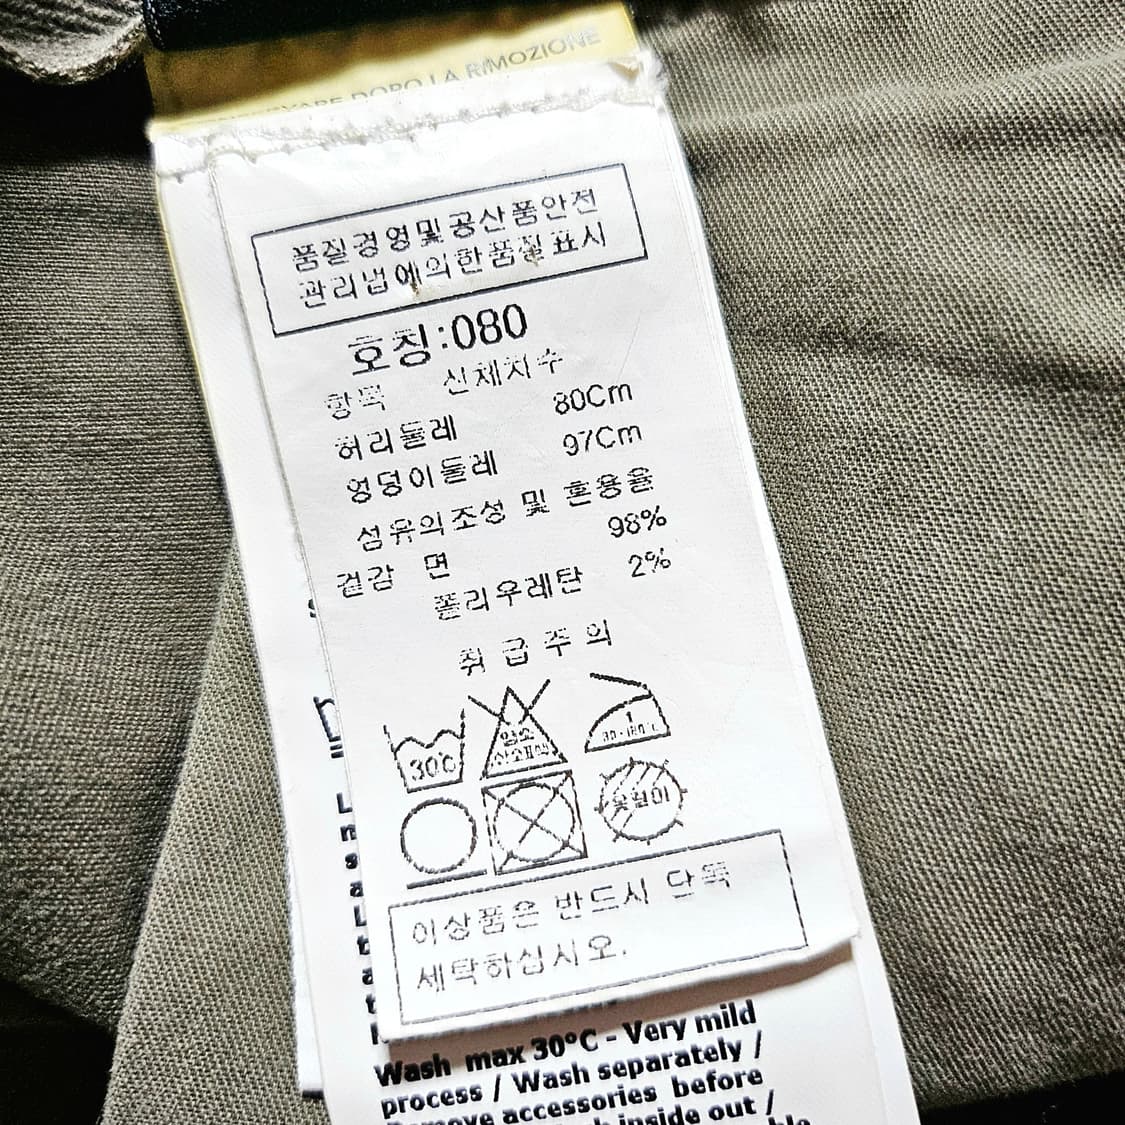 DOPO LA RIMOZIONE
품질경영및공산품안전
관리법에의한품질표시
호칭:080
항목 신체치수
허리둘레 80Cm
엉덩이둘레 97Cm
섬유의조성 및 혼용율
겉감 면 98%
폴리우레탄 2%
취급주의
30℃
염소
산소표백
1
옷걸이
이상품은 반드시 단독
세탁하십시오.
Wash max 30°C - Very mild
process / Wash separately /
accessories before
inside out /